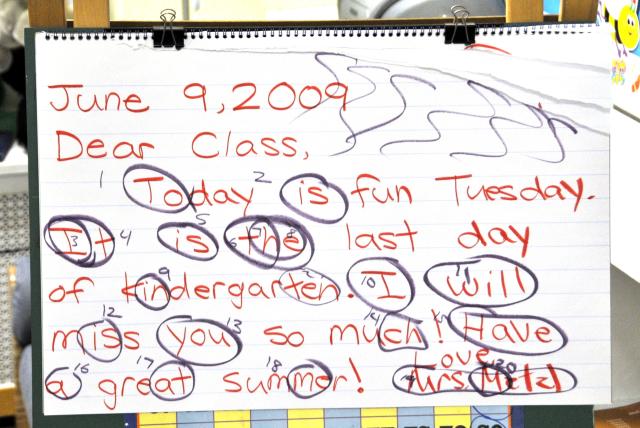 June 9, 2009
Dear Class,
Today is fun Tuesday.
It is the last day
of kindergarten. I will
miss you so much! Have
a great summer! Love
Mrs.